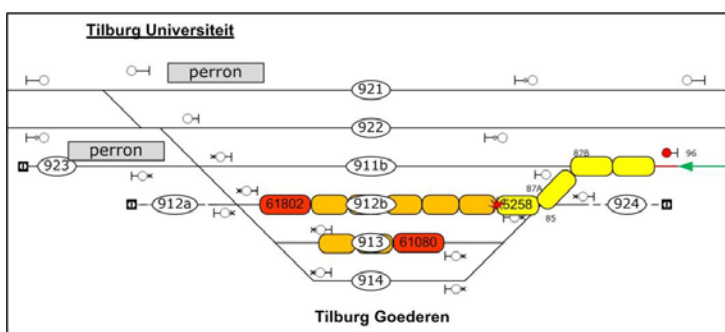 Tilburg Universiteit
perron
921
922
perron
87B
96
923
911b
87A
61802
912b
5258
912a
924
85
913
61080
914
Tilburg Goederen